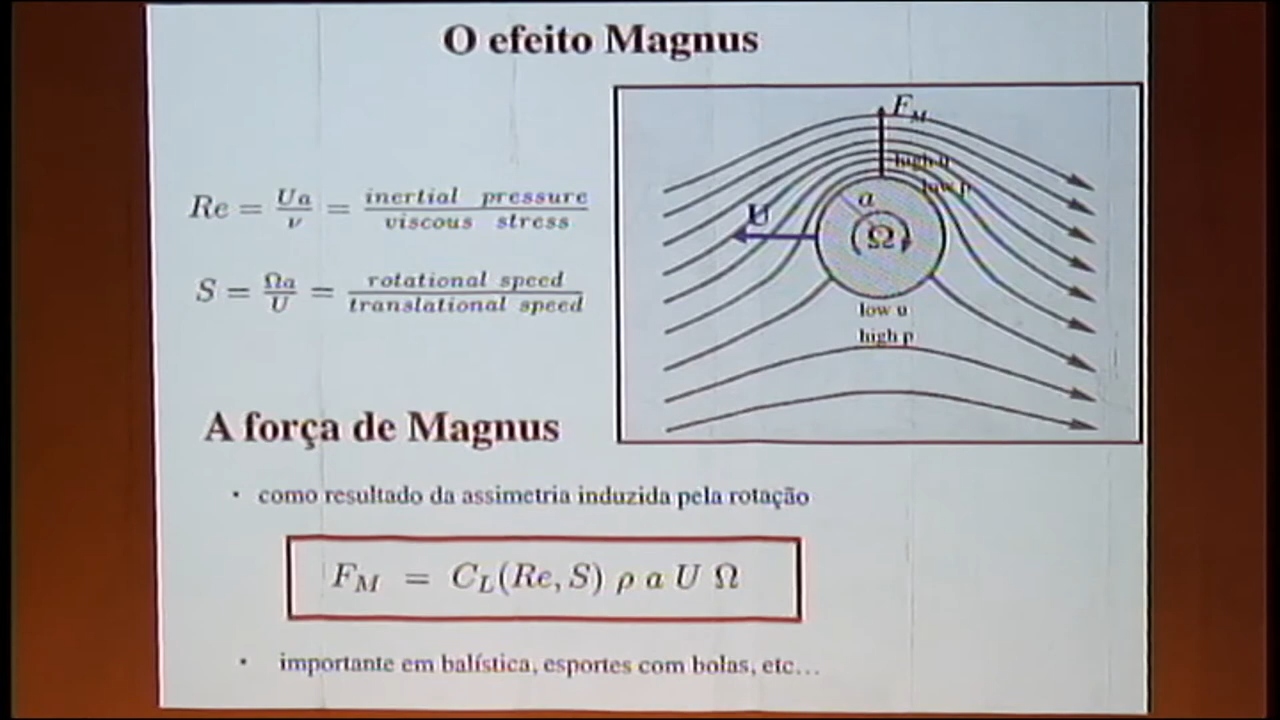 O efeito Magnus
F_M
high u
low p
a
U
Ω
low u
high p
Re = Ua/ν = inertial pressure/viscous stress
S = Ωa/U = rotational speed/translational speed
A força de Magnus
• como resultado da assimetria induzida pela rotação
F_M = C_L(Re, S) ρ a U Ω
• importante em balística, esportes com bolas, etc…